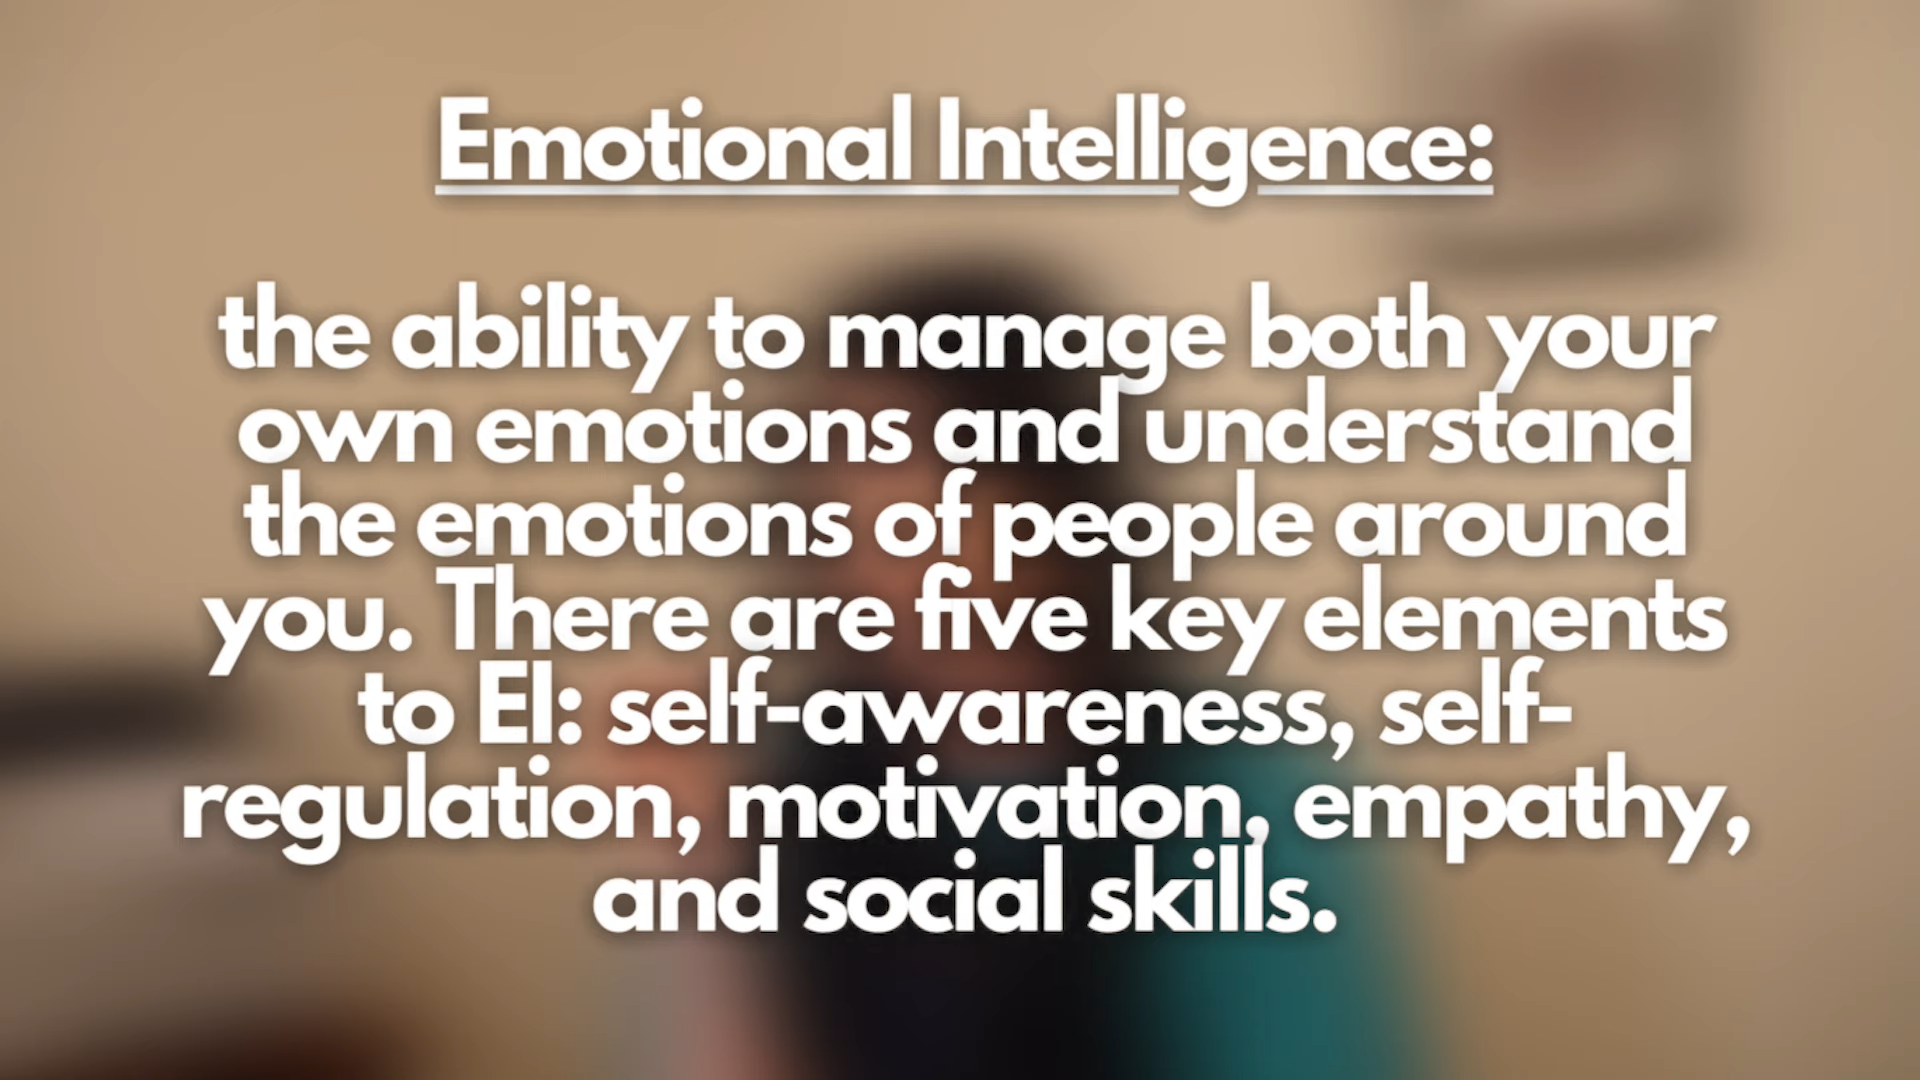 Emotional Intelligence:
the ability to manage both your
own emotions and understand
the emotions of people around
you. There are five key elements
to EI: self-awareness, self-
regulation, motivation, empathy,
and social skills.